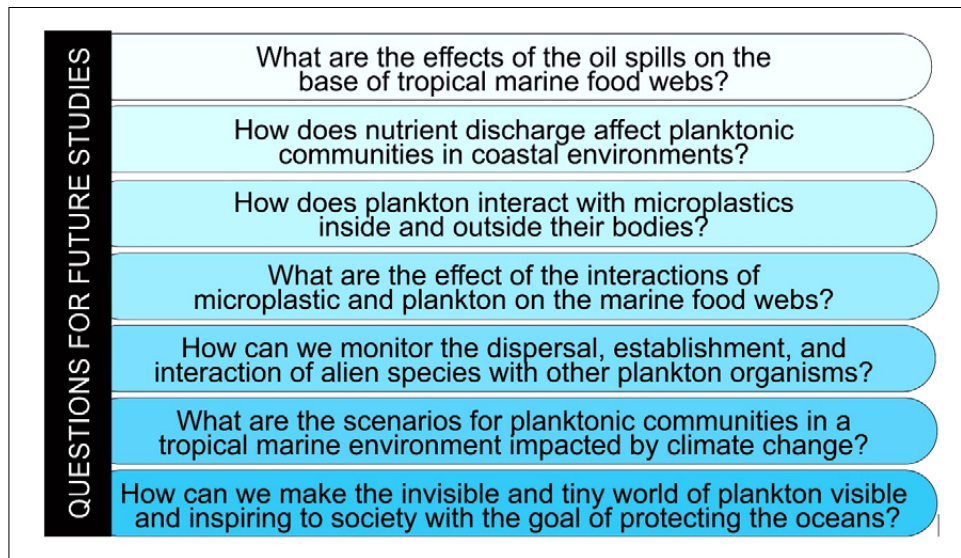 QUESTIONS FOR FUTURE STUDIES
What are the effects of the oil spills on the
base of tropical marine food webs?
How does nutrient discharge affect planktonic
communities in coastal environments?
How does plankton interact with microplastics
inside and outside their bodies?
What are the effect of the interactions of
microplastic and plankton on the marine food webs?
How can we monitor the dispersal, establishment, and
interaction of alien species with other plankton organisms?
What are the scenarios for planktonic communities in a
tropical marine environment impacted by climate change?
How can we make the invisible and tiny world of plankton visible
and inspiring to society with the goal of protecting the oceans?